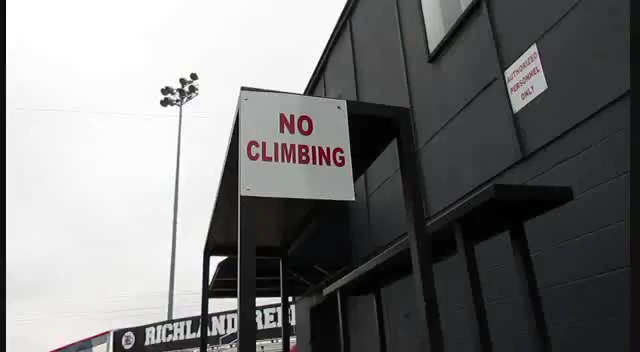 NO
CLIMBING
AUTHORIZED
PERSONNEL
ONLY
RICHLAND